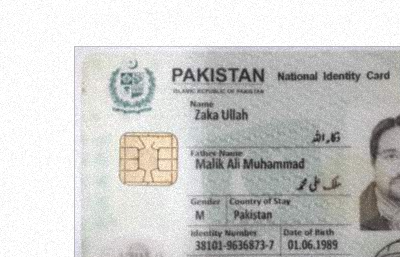 PAKISTAN National Identity Card
ISLAMIC REPUBLIC OF PAKISTAN
Name
Zaka Ullah
ذکاء اللہ
Father Name
Malik Ali Muhammad
ملک علی محمد
Gender Country of Stay
M Pakistan
Identity Number Date of Birth
38101-9636873-7 01.06.1989